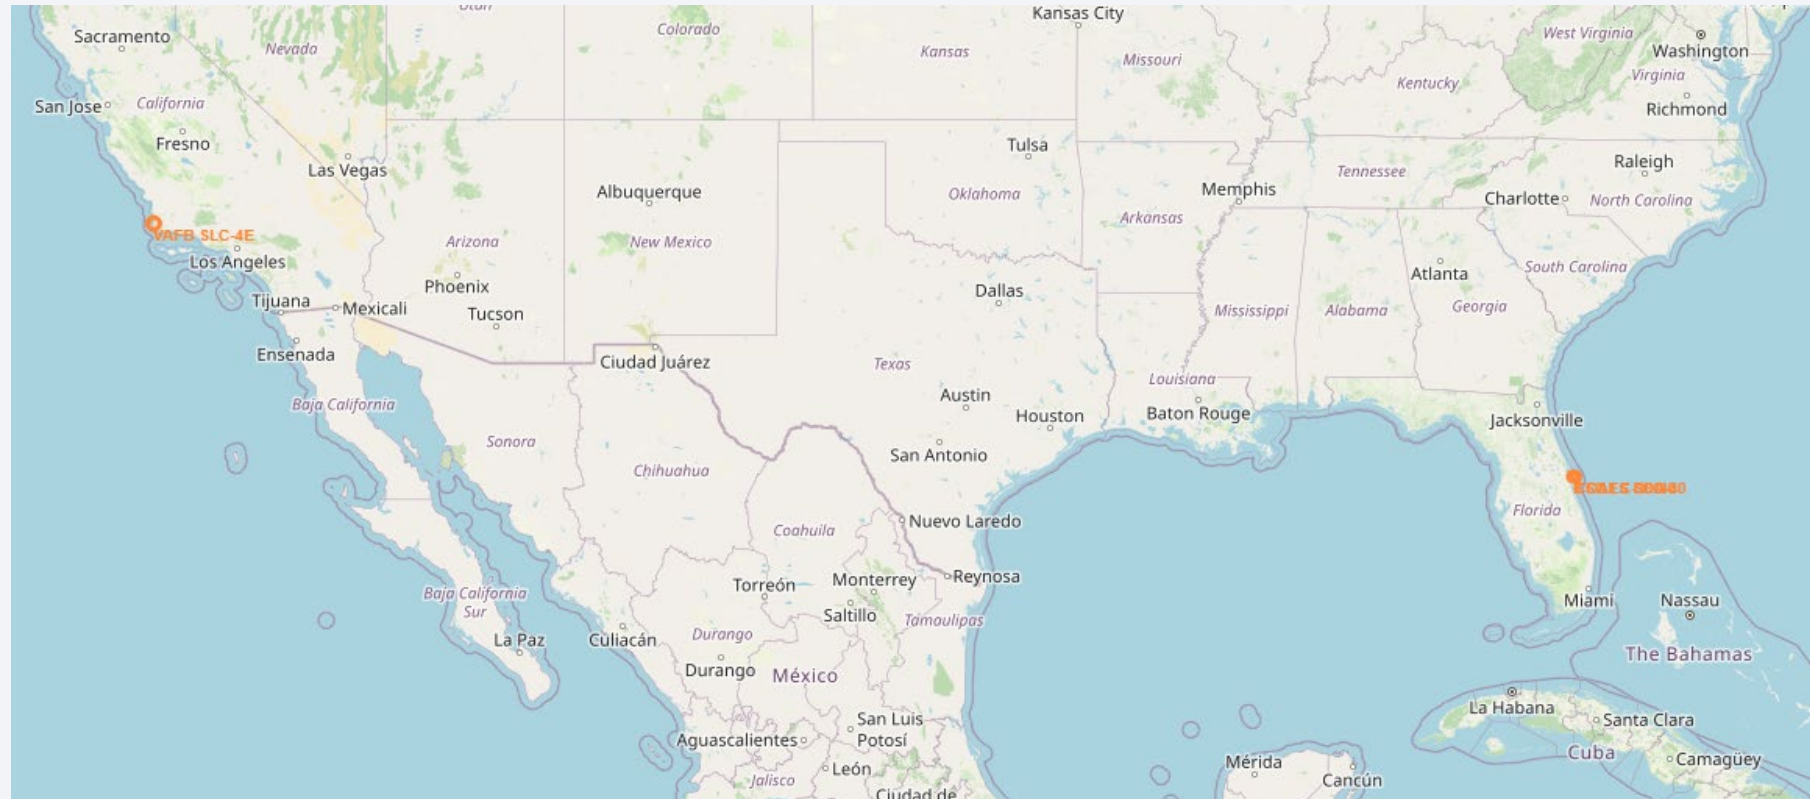 Utah
Kansas City
Sacramento
Nevada
Colorado
Kansas
Missouri
West Virginia
Washington
Kentucky
Virginia
San Jose
California
Richmond
Fresno
Las Vegas
Tulsa
Raleigh
Albuquerque
Oklahoma
Memphis
Tennessee
Charlotte
North Carolina
Arkansas
VAFB SLC-4E
Arizona
New Mexico
Los Angeles
Phoenix
Atlanta
South Carolina
Dallas
Tijuana
Mexicali
Tucson
Mississippi
Alabama
Georgia
Ensenada
Ciudad Juárez
Texas
Louisiana
Baja California
Austin
Houston
Baton Rouge
Jacksonville
Sonora
San Antonio
Chihuahua
Florida
Coahuila
Nuevo Laredo
Torreón
Monterrey
Reynosa
Baja California
Sur
Saltillo
Tamaulipas
Miami
Nassau
La Paz
Culiacán
Durango
Durango
México
The Bahamas
La Habana
San Luis
Potosí
Santa Clara
Aguascalientes
Cuba
Camagüey
Mérida
León
Jalisco
Cancún
Ciudad de